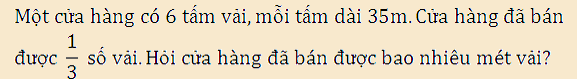 Một cửa hàng có 6 tấm vải, mỗi tấm dài 35m. Cửa hàng đã bán
được 1/3 số vải. Hỏi cửa hàng đã bán được bao nhiêu mét vải?